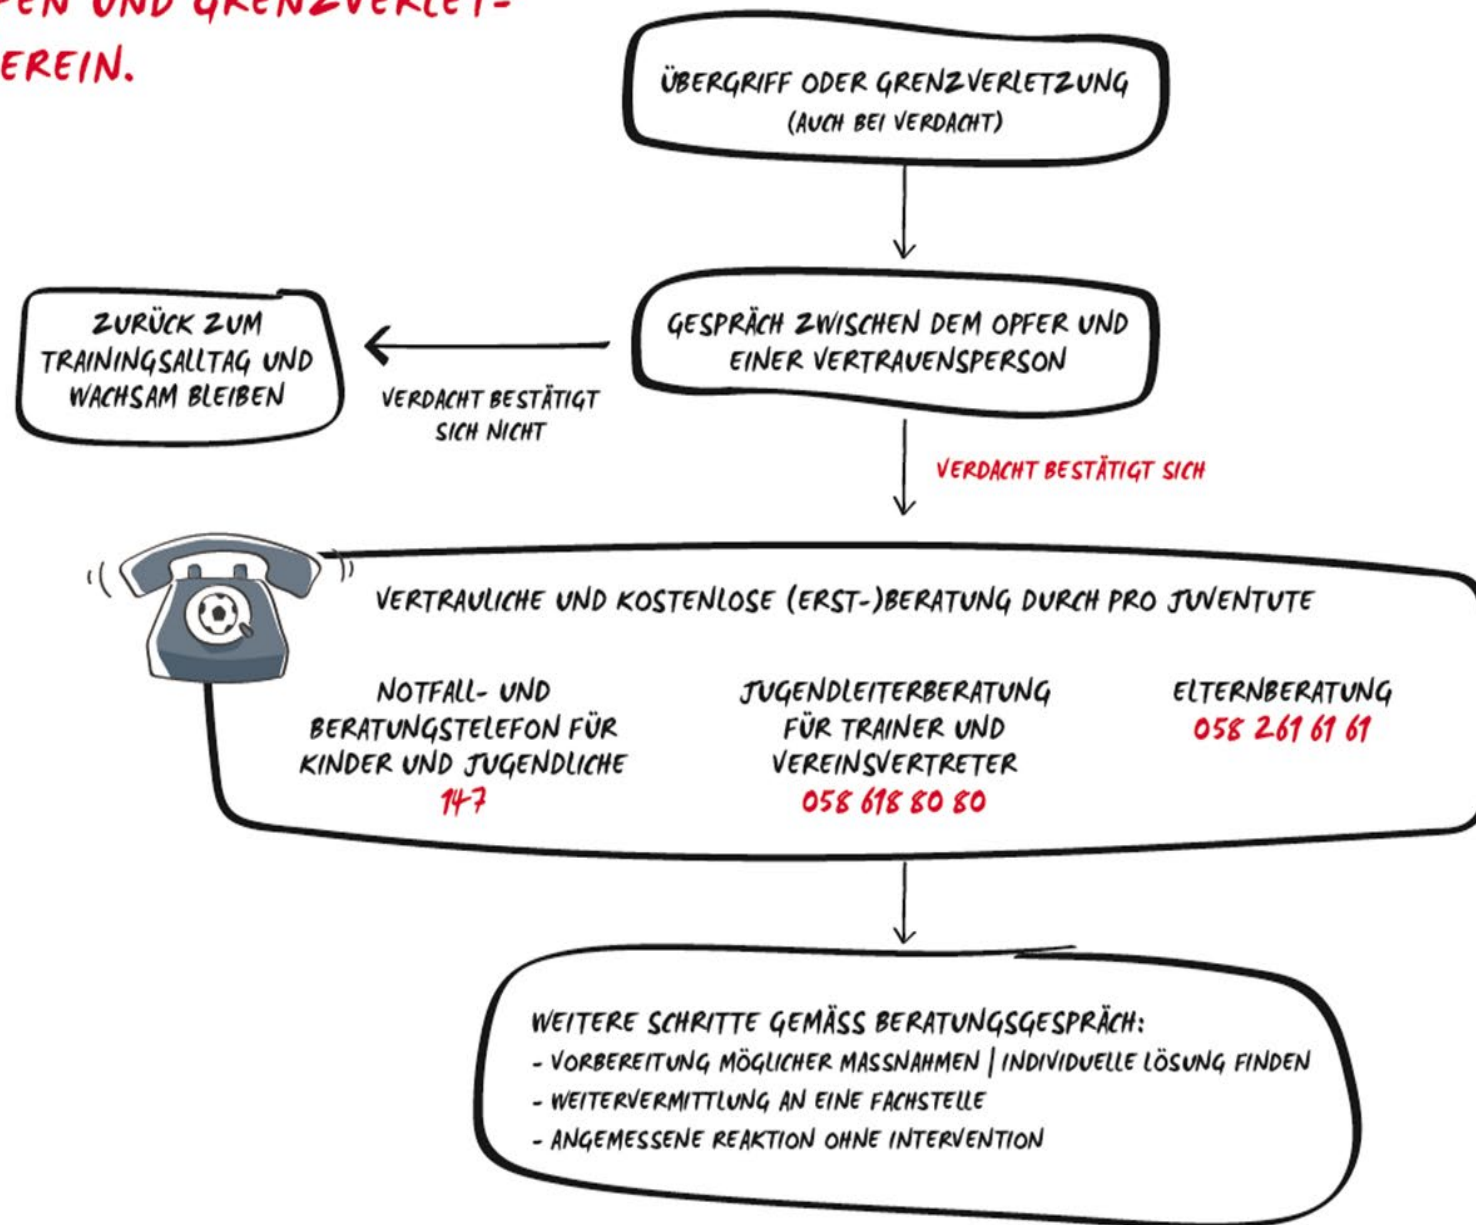 PEN UND GRENZVERLET-
EREIN.
ÜBERGRIFF ODER GRENZVERLETZUNG
(AUCH BEI VERDACHT)
GESPRÄCH ZWISCHEN DEM OPFER UND
EINER VERTRAUENSPERSON
ZURÜCK ZUM
TRAININGSALLTAG UND
WACHSAM BLEIBEN
VERDACHT BESTÄTIGT
SICH NICHT
VERDACHT BESTÄTIGT SICH
VERTRAULICHE UND KOSTENLOSE (ERST-)BERATUNG DURCH PRO JUVENTUTE
NOTFALL- UND
BERATUNGSTELEFON FÜR
KINDER UND JUGENDLICHE
147
JUGENDLEITERBERATUNG
FÜR TRAINER UND
VEREINSVERTRETER
058 618 80 80
ELTERNBERATUNG
058 261 61 61
WEITERE SCHRITTE GEMÄSS BERATUNGSGESPRÄCH:
- VORBEREITUNG MÖGLICHER MASSNAHMEN | INDIVIDUELLE LÖSUNG FINDEN
- WEITERVERMITTLUNG AN EINE FACHSTELLE
- ANGEMESSENE REAKTION OHNE INTERVENTION